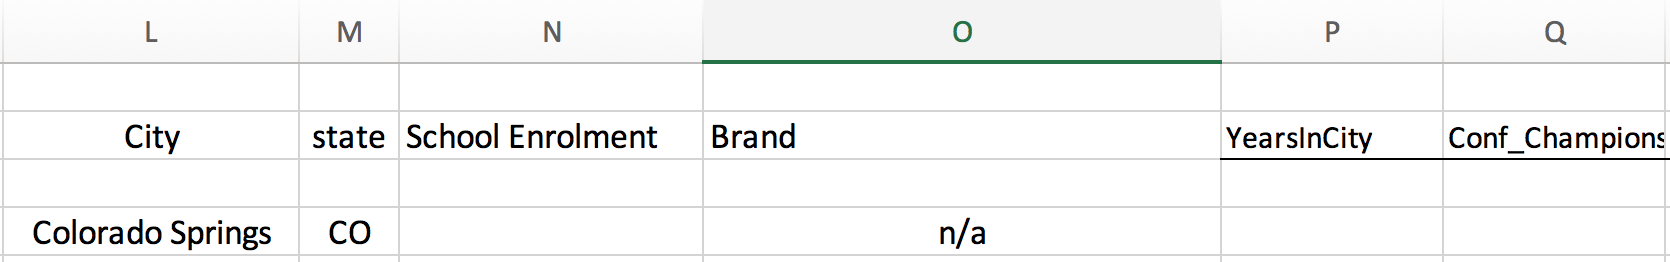 L M N O P Q
City state School Enrolment Brand YearsInCity Conf_Champions
Colorado Springs CO n/a